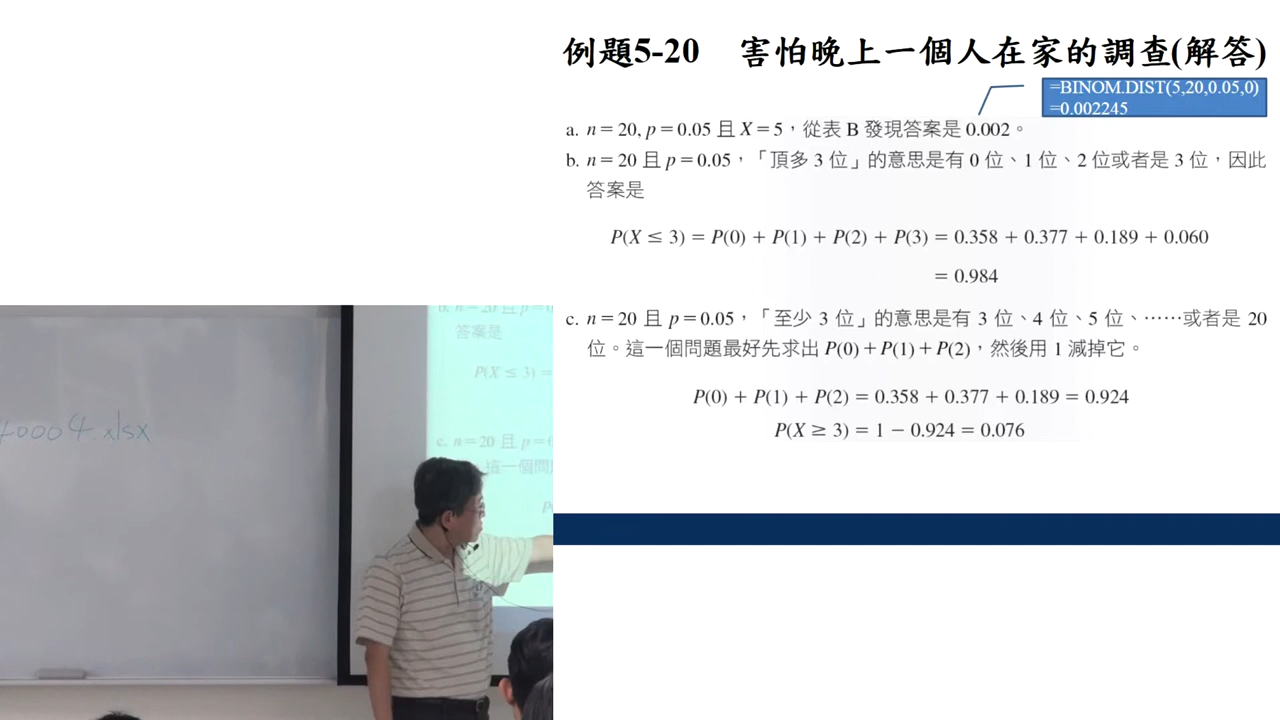 例題5-20 害怕晚上一個人在家的調查(解答)
=BINOM.DIST(5,20,0.05,0)
=0.002245
a. n = 20, p = 0.05 且 X = 5，從表 B 發現答案是 0.002。
b. n = 20 且 p = 0.05，「頂多 3 位」的意思是有 0 位、1 位、2 位或者是 3 位，因此
答案是
P(X ≤ 3) = P(0) + P(1) + P(2) + P(3) = 0.358 + 0.377 + 0.189 + 0.060
= 0.984
c. n = 20 且 p = 0.05，「至少 3 位」的意思是有 3 位、4 位、5 位、……或者是 20
位。這一個問題最好先求出 P(0) + P(1) + P(2)，然後用 1 減掉它。
P(0) + P(1) + P(2) = 0.358 + 0.377 + 0.189 = 0.924
P(X ≥ 3) = 1 − 0.924 = 0.076
答案是
P(X ≤ 3) =
c. n = 20 且 p =
這一個問
0004.xlsx